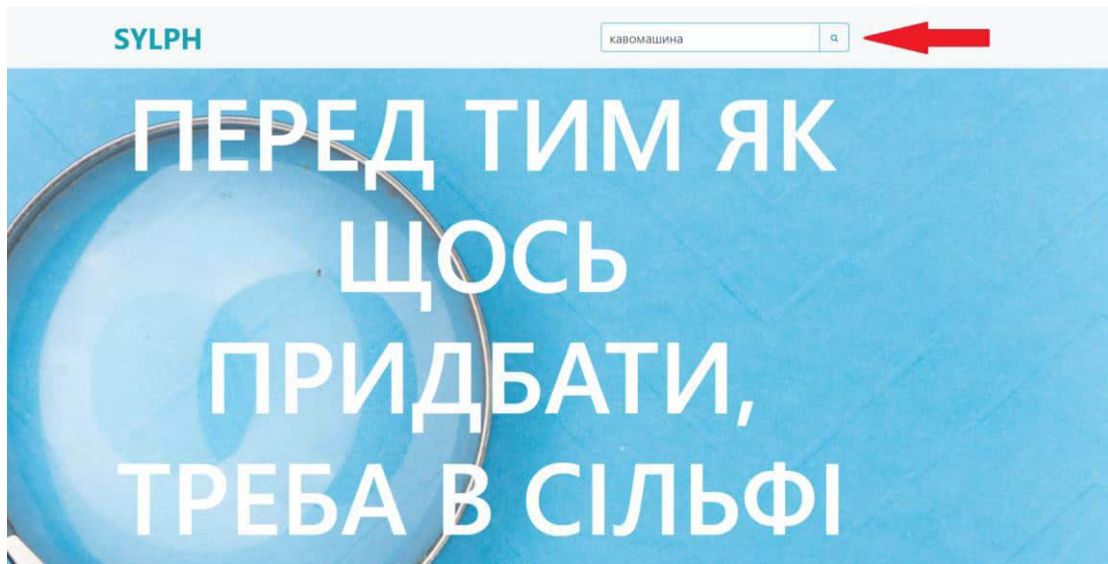 SYLPH
кавомашина
ПЕРЕД ТИМ ЯК
ЩОСЬ
ПРИДБАТИ,
ТРЕБА В СІЛЬФІ